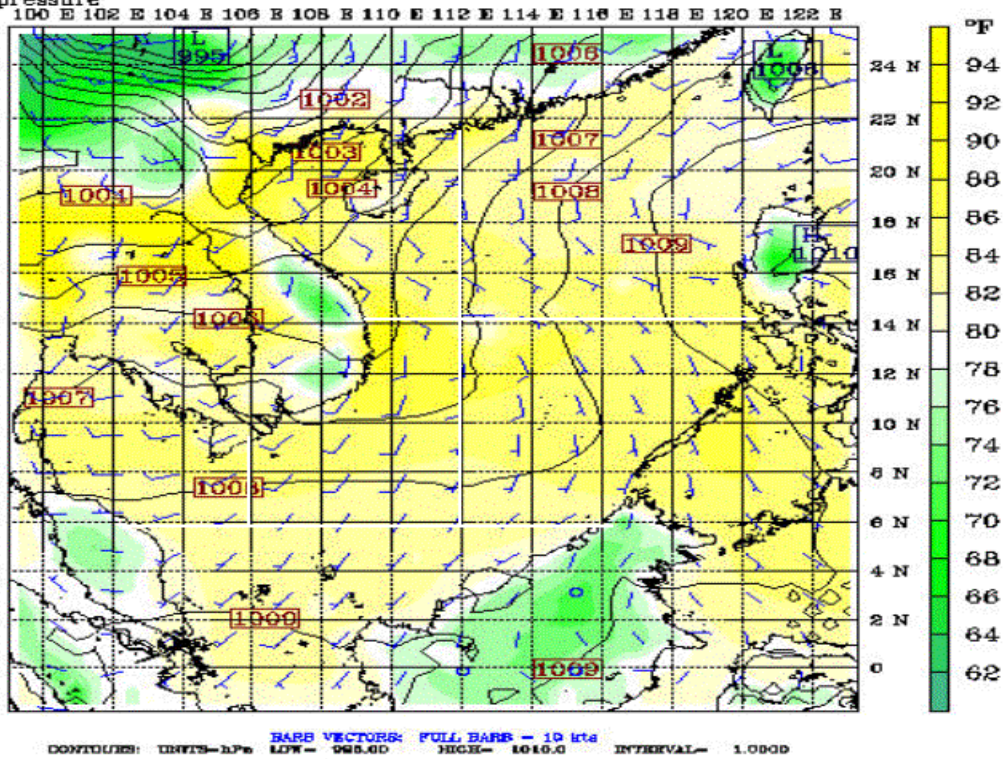 pressure
100 E 102 E 104 E 106 E 108 E 110 E 112 E 114 E 116 E 118 E 120 E 122 E
°F
L
995
1006
L
1008
24 N
94
1002
92
22 N
90
1003
1007
20 N
88
1004
1004
1008
18 N
86
1009
H
1010
84
1005
16 N
82
1006
14 N
80
12 N
78
1007
76
10 N
74
8 N
1008
72
6 N
70
68
4 N
66
1009
2 N
64
1009
0
62
BARB VECTORS: FULL BARB = 10 kts
CONTOURS: UNITS=hPa LOW= 995.00 HIGH= 1010.0 INTERVAL= 1.0000